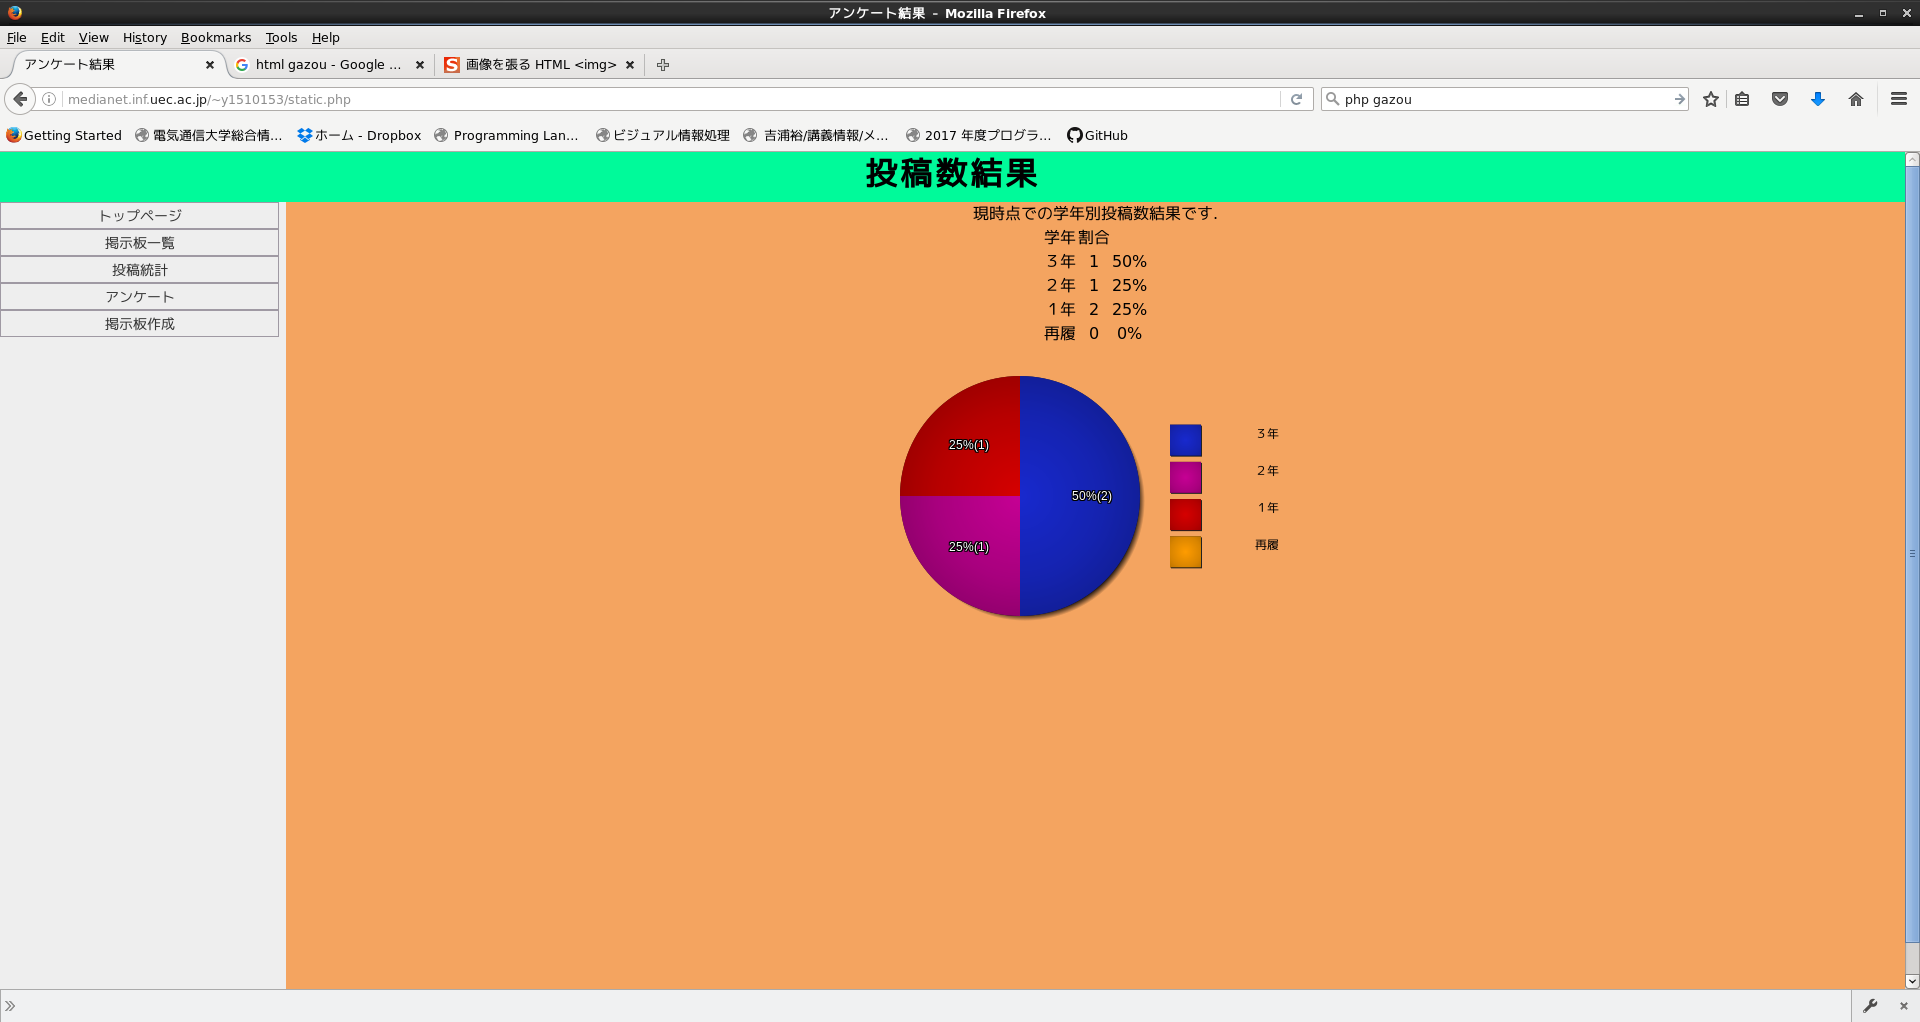 アンケート結果 - Mozilla Firefox
File Edit View History Bookmarks Tools Help
アンケート結果 html gazou - Google ... 画像を張る HTML <img>
medianet.inf.uec.ac.jp/~y1510153/static.php php gazou
Getting Started 電気通信大学総合情... ホーム - Dropbox Programming Lan... ビジュアル情報処理 吉浦裕/講義情報/メ... 2017 年度プログラ... GitHub
投稿数結果
トップページ
掲示板一覧
投稿統計
アンケート
掲示板作成
現時点での学年別投稿数結果です.
学年 割合
３年 1 50%
２年 1 25%
１年 2 25%
再履 0 0%
25%(1)
50%(2)
25%(1)
３年
２年
１年
再履